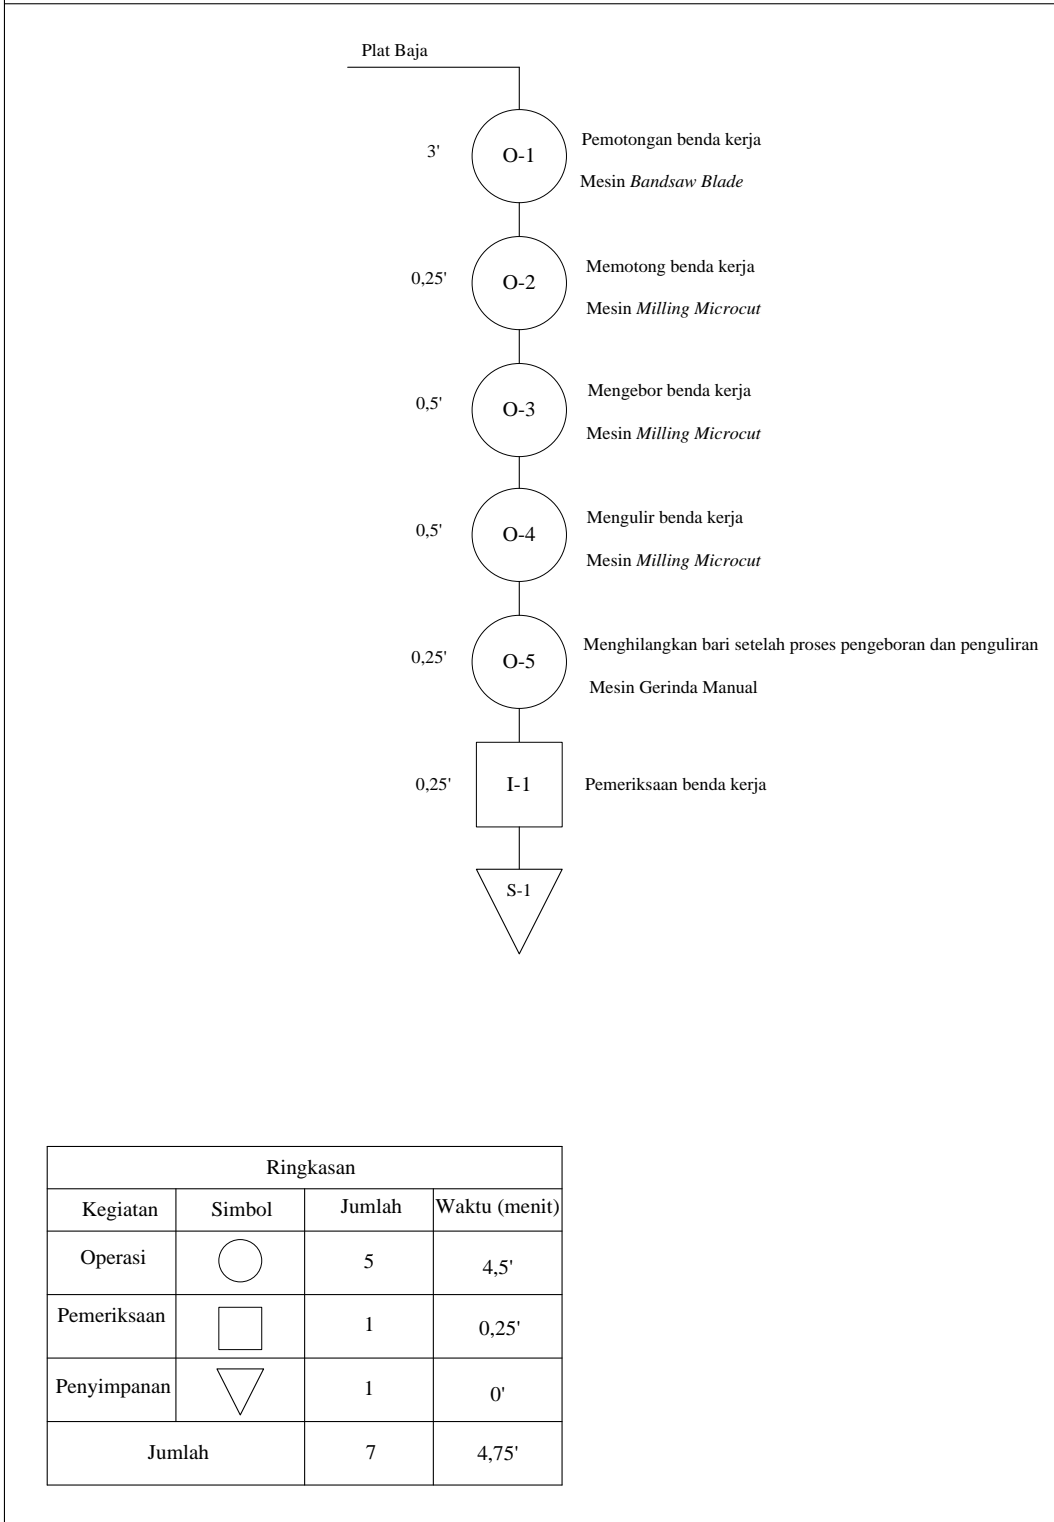 Plat Baja
3'
O-1
Pemotongan benda kerja
Mesin Bandsaw Blade
0,25'
O-2
Memotong benda kerja
Mesin Milling Microcut
0,5'
O-3
Mengebor benda kerja
Mesin Milling Microcut
0,5'
O-4
Mengulir benda kerja
Mesin Milling Microcut
0,25'
O-5
Menghilangkan bari setelah proses pengeboran dan penguliran
Mesin Gerinda Manual
0,25'
I-1
Pemeriksaan benda kerja
S-1
Ringkasan
Kegiatan Simbol Jumlah Waktu (menit)
Operasi 5 4,5'
Pemeriksaan 1 0,25'
Penyimpanan 1 0'
Jumlah 7 4,75'